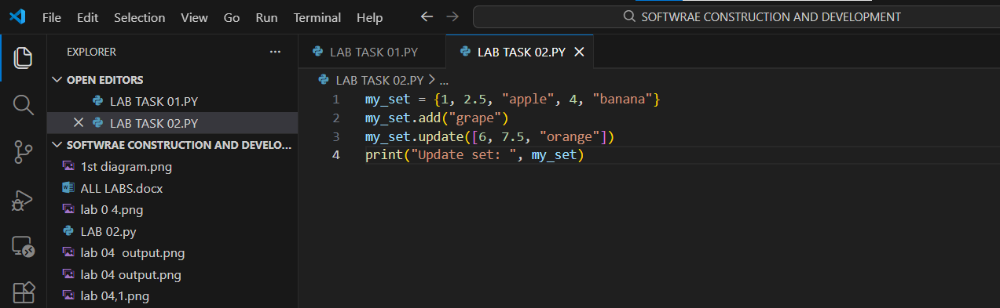 File Edit Selection View Go Run Terminal Help
SOFTWRAE CONSTRUCTION AND DEVELOPMENT
EXPLORER ...
OPEN EDITORS
LAB TASK 01.PY
LAB TASK 02.PY
SOFTWRAE CONSTRUCTION AND DEVELO...
1st diagram.png
ALL LABS.docx
lab 0 4.png
LAB 02.py
lab 04  output.png
lab 04 output.png
lab 04,1.png
LAB TASK 01.PY
LAB TASK 02.PY
LAB TASK 02.PY > ...
1 my_set = {1, 2.5, "apple", 4, "banana"}
2 my_set.add("grape")
3 my_set.update([6, 7.5, "orange"])
4 print("Update set: ", my_set)